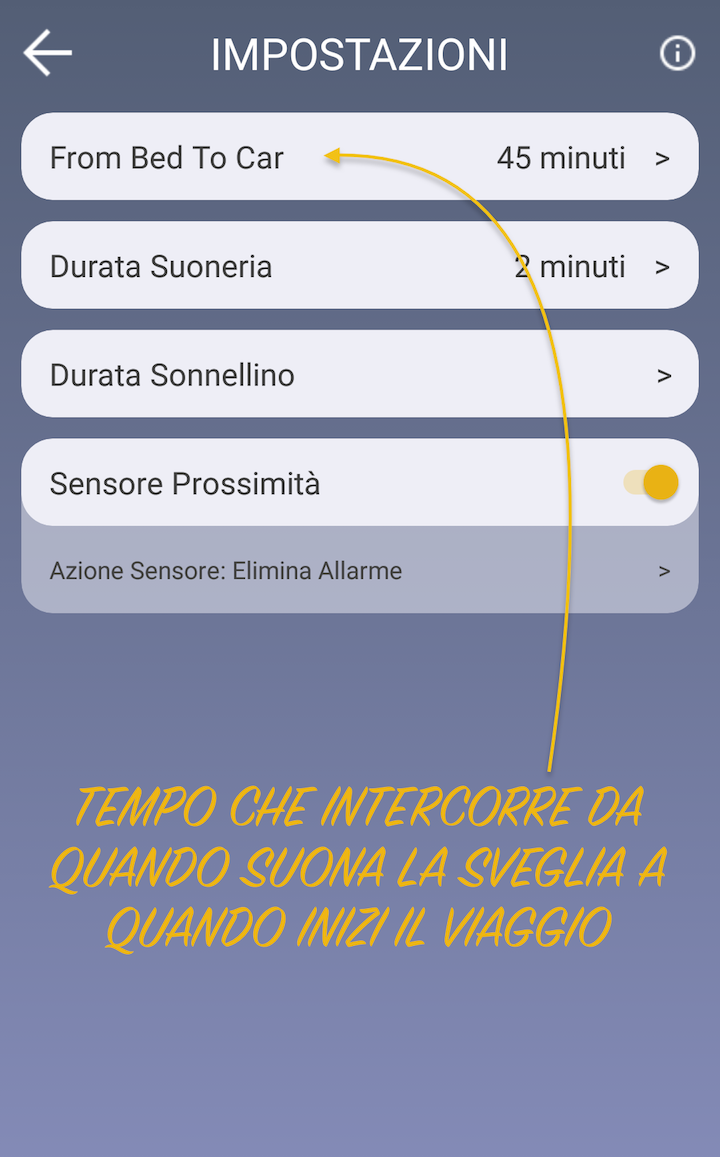 IMPOSTAZIONI
From Bed To Car 45 minuti >
Durata Suoneria 2 minuti >
Durata Sonnellino >
Sensore Prossimità
Azione Sensore: Elimina Allarme >
TEMPO CHE INTERCORRE DA
QUANDO SUONA LA SVEGLIA A
QUANDO INIZI IL VIAGGIO